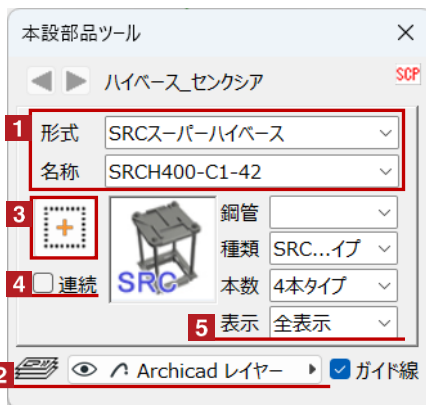 本設部品ツール
ハイベース_センクシア
SCP
1 形式 SRCスーパーハイベース
名称 SRCH400-C1-42
3 鋼管
種類 SRC...イプ
4 連続 SRC 本数 4本タイプ
5 表示 全表示
2 Archicad レイヤー ガイド線